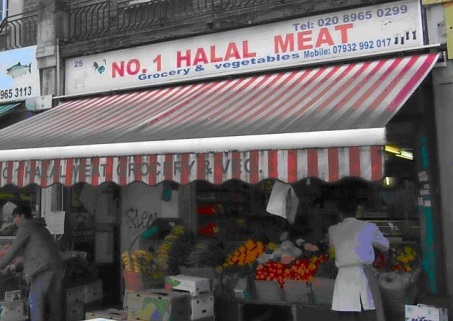 Tel: 020 8965 0299
25
NO.1 HALAL MEAT
Grocery & vegetables Mobile: 07932 992 017
965 3113